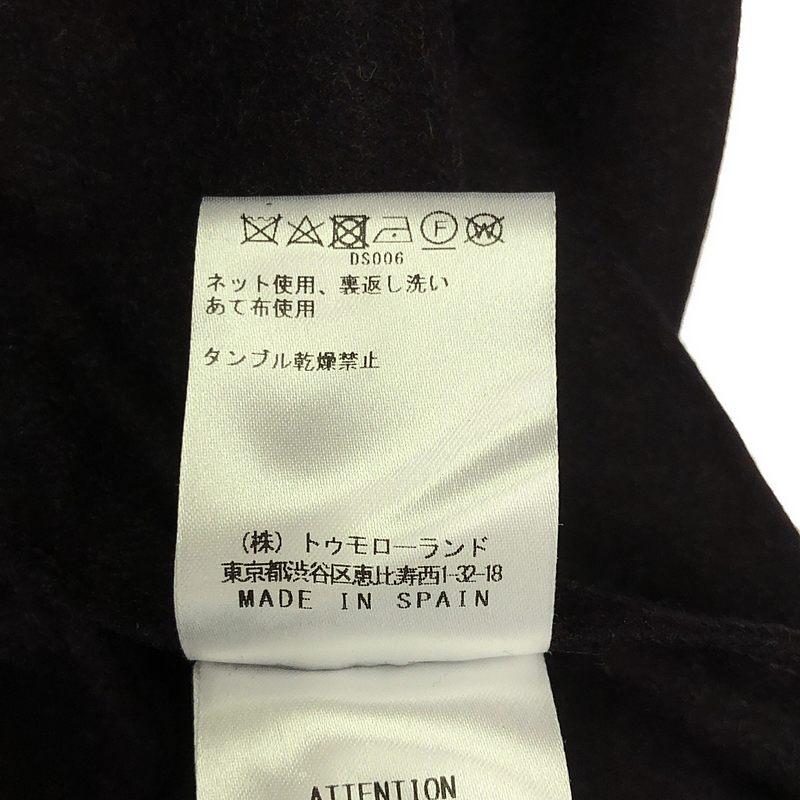 DS006
ネット使用、裏返し洗い
あて布使用
タンブル乾燥禁止
(株) トゥモローランド
東京都渋谷区恵比寿西1-32-18
MADE IN SPAIN
ATTENTION